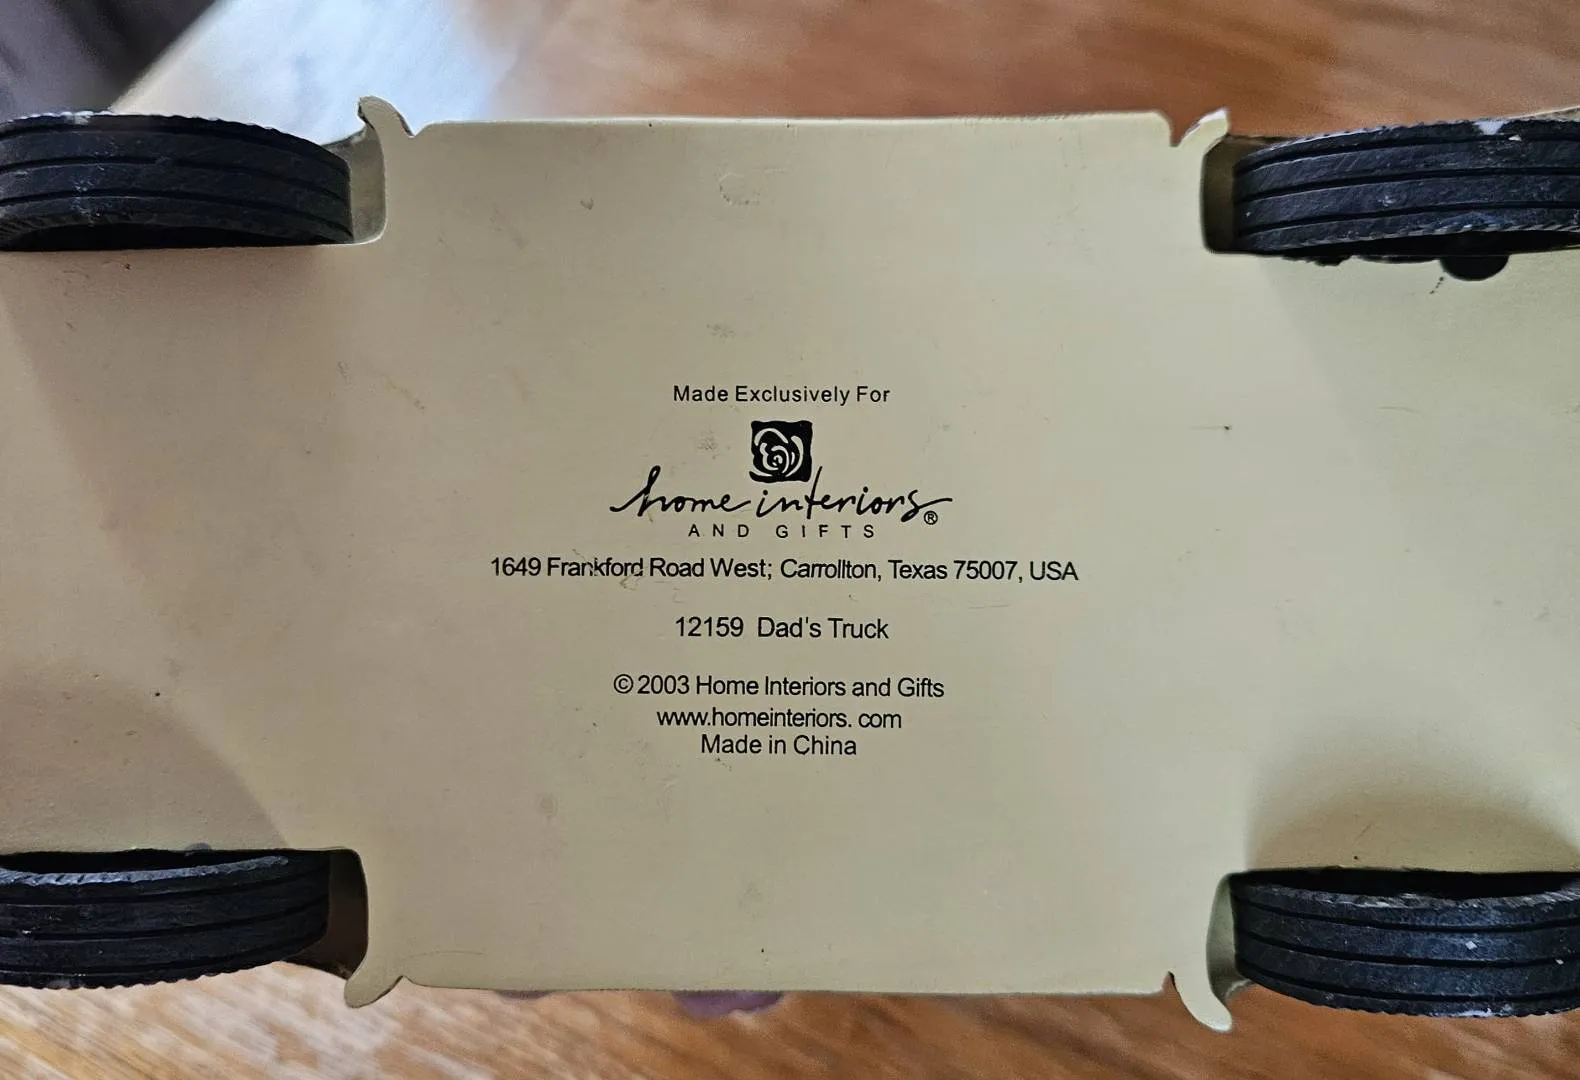 Made Exclusively For
home interiors®
AND GIFTS
1649 Frankford Road West; Carrollton, Texas 75007, USA
12159 Dad's Truck
©2003 Home Interiors and Gifts
www.homeinteriors. com
Made in China